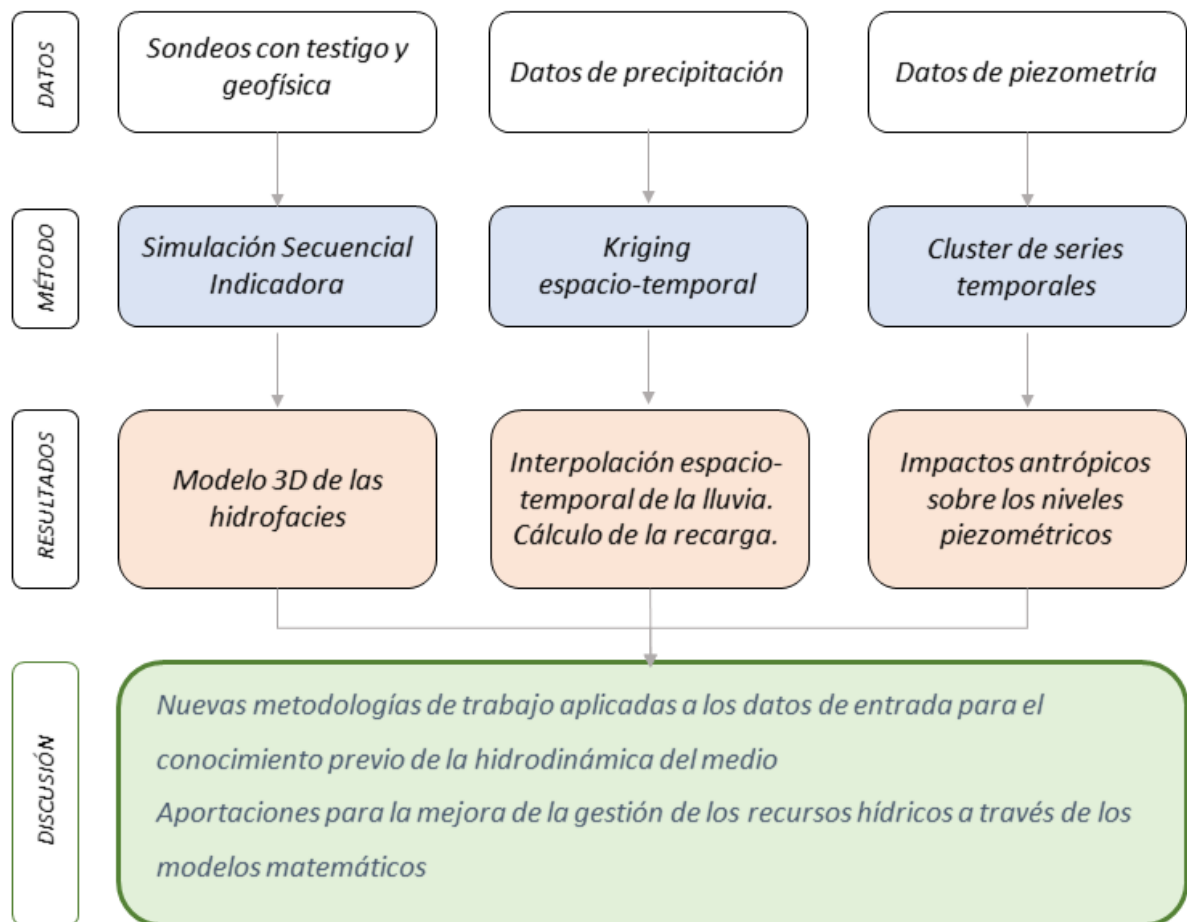 DATOS
Sondeos con testigo y
geofísica
Datos de precipitación
Datos de piezometría
MÉTODO
Simulación Secuencial
Indicadora
Kriging
espacio-temporal
Cluster de series
temporales
RESULTADOS
Modelo 3D de las
hidrofacies
Interpolación espacio-
temporal de la lluvia.
Cálculo de la recarga.
Impactos antrópicos
sobre los niveles
piezométricos
DISCUSIÓN
Nuevas metodologías de trabajo aplicadas a los datos de entrada para el
conocimiento previo de la hidrodinámica del medio
Aportaciones para la mejora de la gestión de los recursos hídricos a través de los
modelos matemáticos